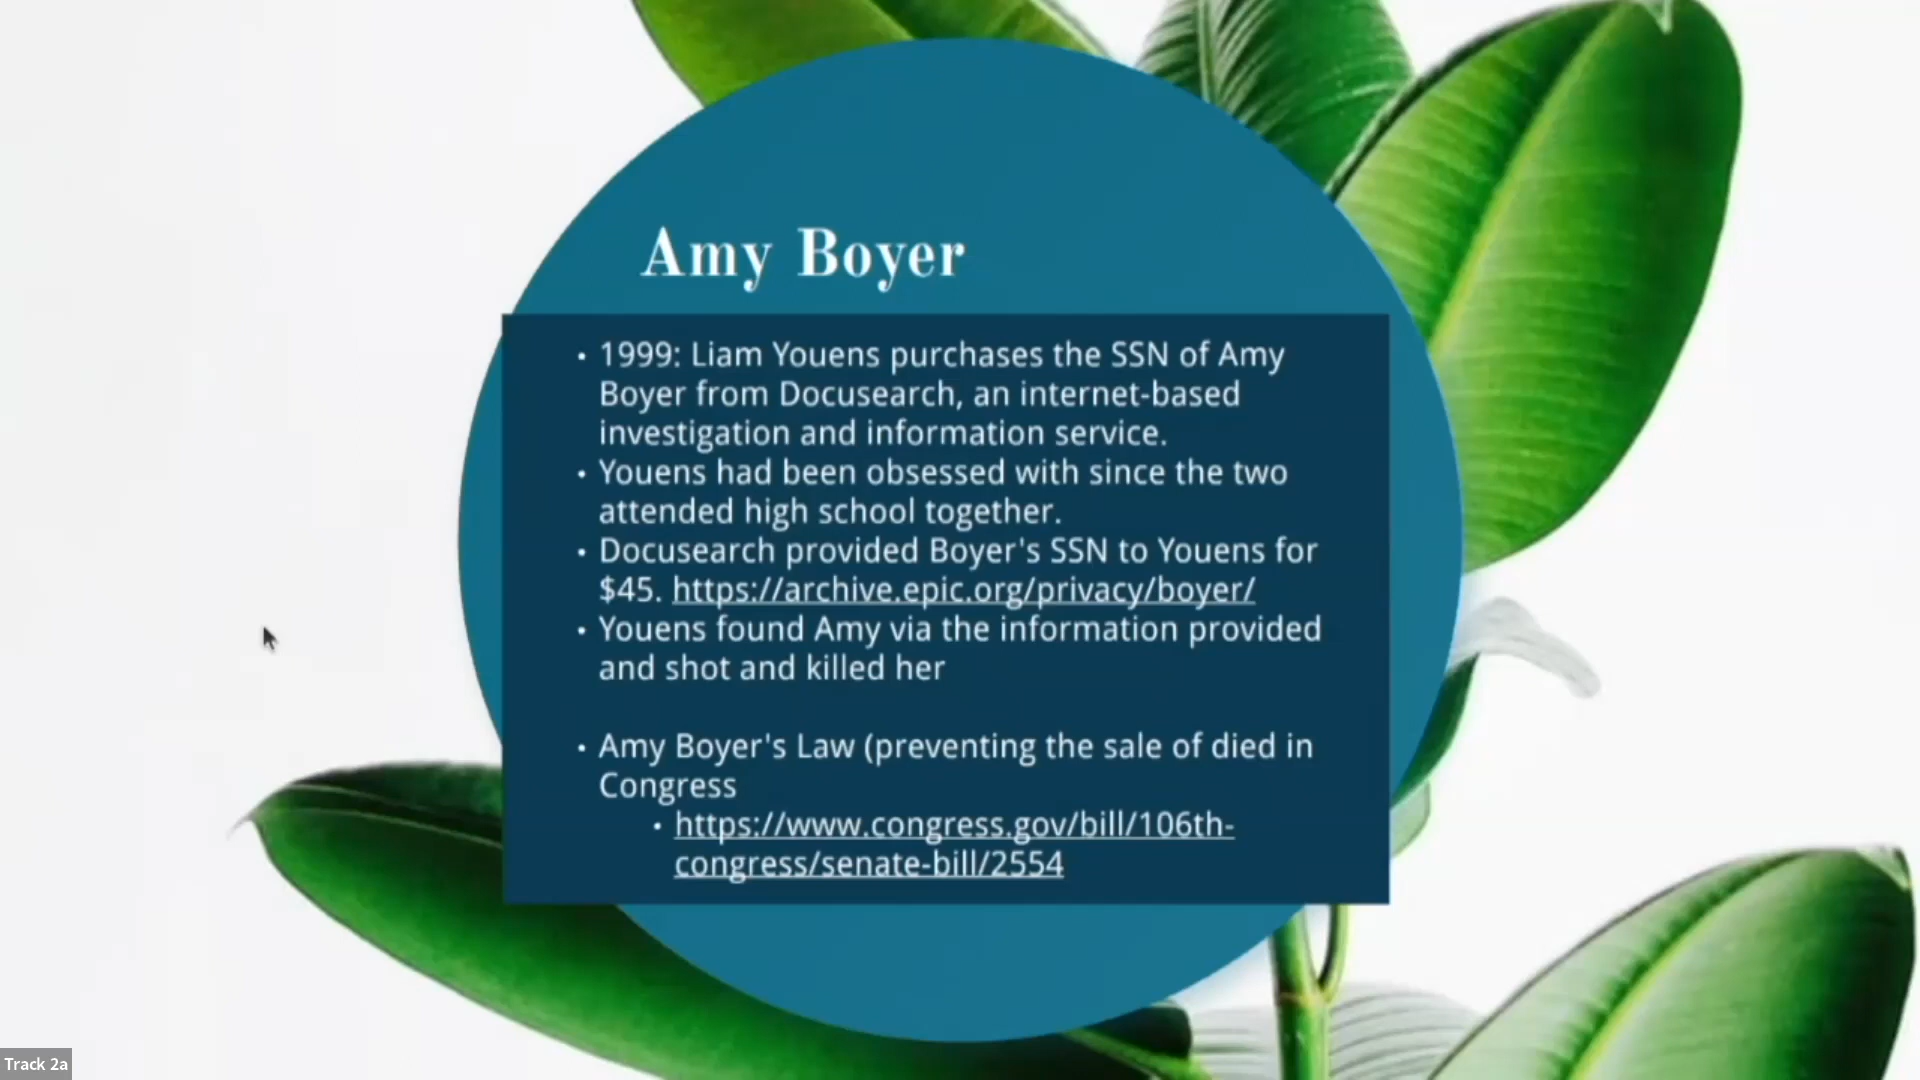 Amy Boyer
• 1999: Liam Youens purchases the SSN of Amy
Boyer from Docusearch, an internet-based
investigation and information service.
• Youens had been obsessed with since the two
attended high school together.
• Docusearch provided Boyer's SSN to Youens for
$45. https://archive.epic.org/privacy/boyer/
• Youens found Amy via the information provided
and shot and killed her
• Amy Boyer's Law (preventing the sale of died in
Congress
• https://www.congress.gov/bill/106th-
congress/senate-bill/2554
Track 2a